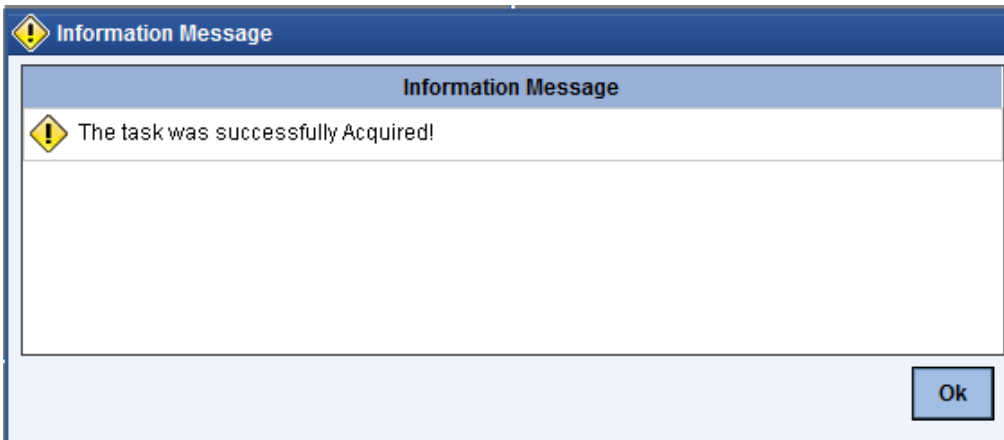 Information Message
Information Message
The task was successfully Acquired!
Ok